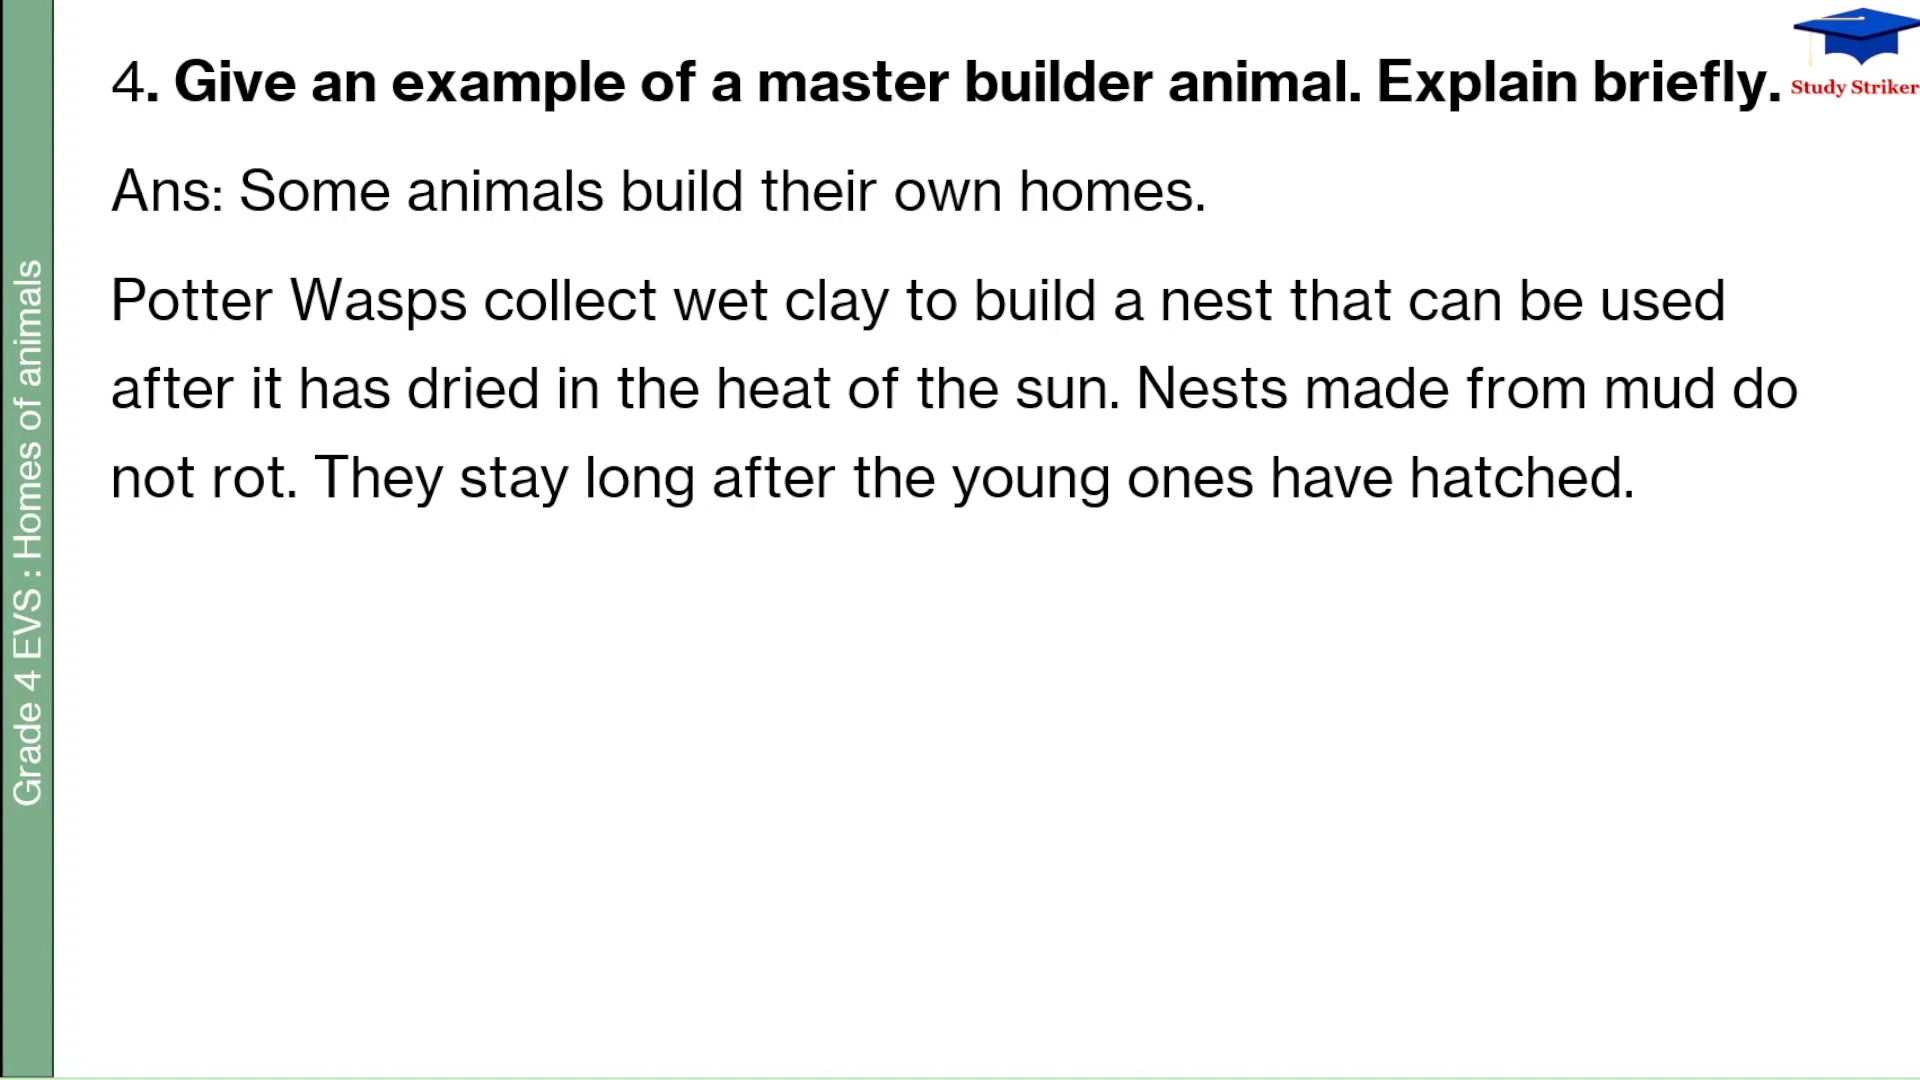 4. Give an example of a master builder animal. Explain briefly.
Study Striker
Ans: Some animals build their own homes.
Potter Wasps collect wet clay to build a nest that can be used
after it has dried in the heat of the sun. Nests made from mud do
not rot. They stay long after the young ones have hatched.
Grade 4 EVS : Homes of animals